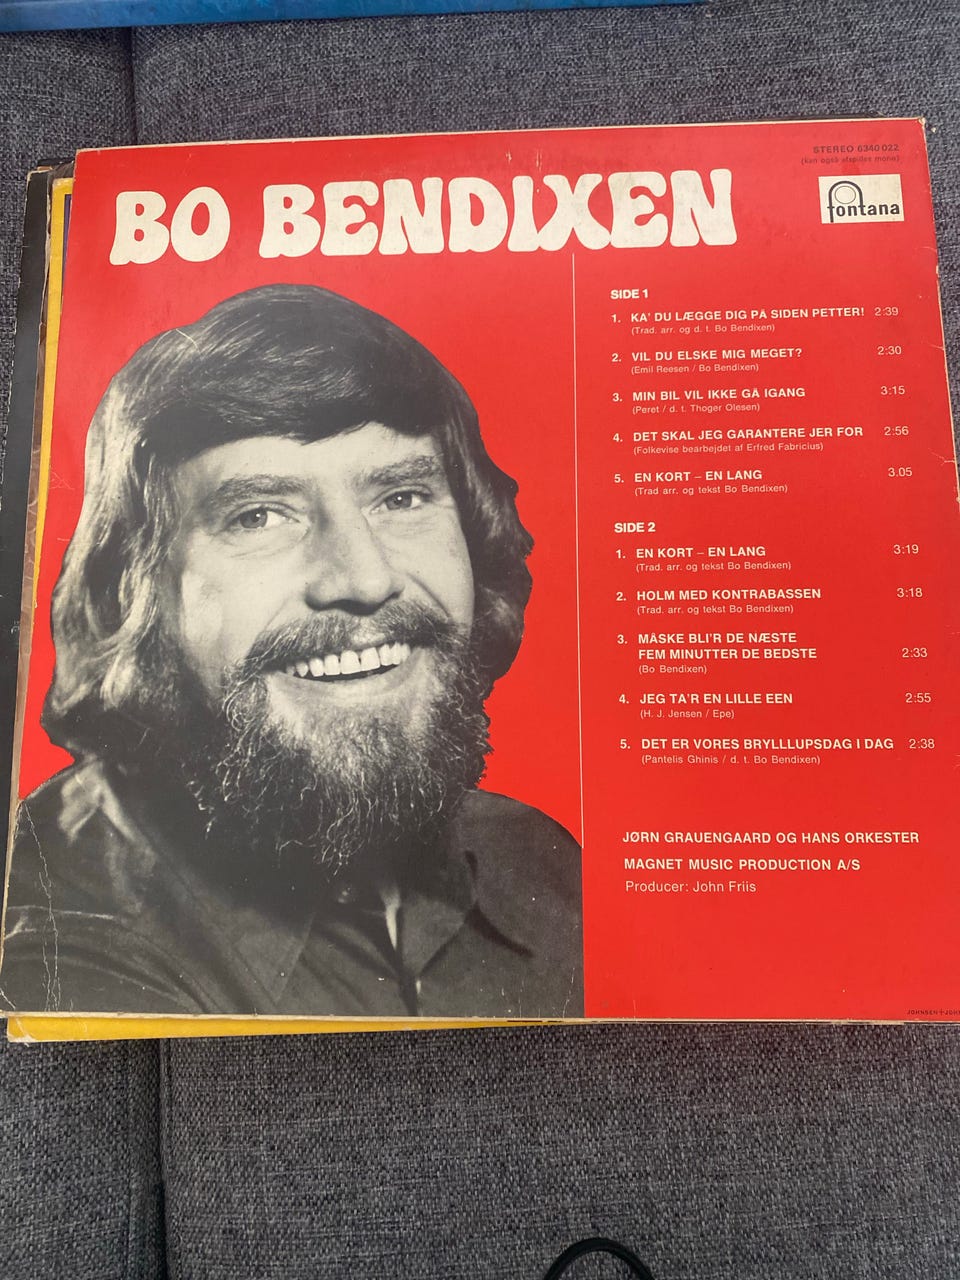 STEREO 6340 022
(kan også afspilles mono)
BO BENDIXEN
fontana
SIDE 1
1. KA' DU LÆGGE DIG PÅ SIDEN PETTER! 2:39
(Trad. arr. og d. t. Bo Bendixen)
2. VIL DU ELSKE MIG MEGET? 2:30
(Emil Reesen / Bo Bendixen)
3. MIN BIL VIL IKKE GÅ IGANG 3:15
(Peret / d. t. Thoger Olesen)
4. DET SKAL JEG GARANTERE JER FOR 2:56
(Folkevise bearbejdet af Erfred Fabricius)
5. EN KORT – EN LANG 3.05
(Trad arr. og tekst Bo Bendixen)
SIDE 2
1. EN KORT – EN LANG 3:19
(Trad. arr. og tekst Bo Bendixen)
2. HOLM MED KONTRABASSEN 3:18
(Trad. arr. og tekst Bo Bendixen)
3. MÅSKE BLI'R DE NÆSTE
FEM MINUTTER DE BEDSTE 2:33
(Bo Bendixen)
4. JEG TA'R EN LILLE EEN 2:55
(H. J. Jensen / Epe)
5. DET ER VORES BRYLLLUPSDAG I DAG 2:38
(Pantelis Ghinis / d. t. Bo Bendixen)
JØRN GRAUENGAARD OG HANS ORKESTER
MAGNET MUSIC PRODUCTION A/S
Producer: John Friis